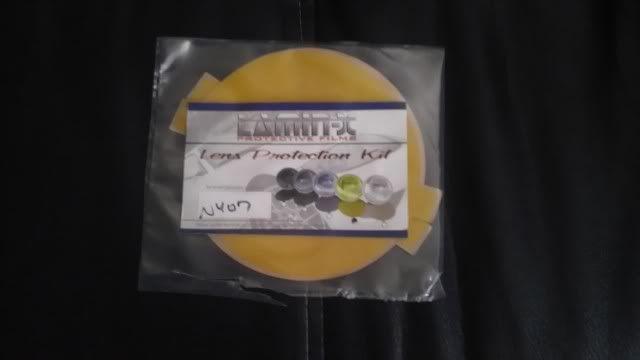 LAMIN-X
PROTECTIVE FILMS
Lens Protection Kit
N407